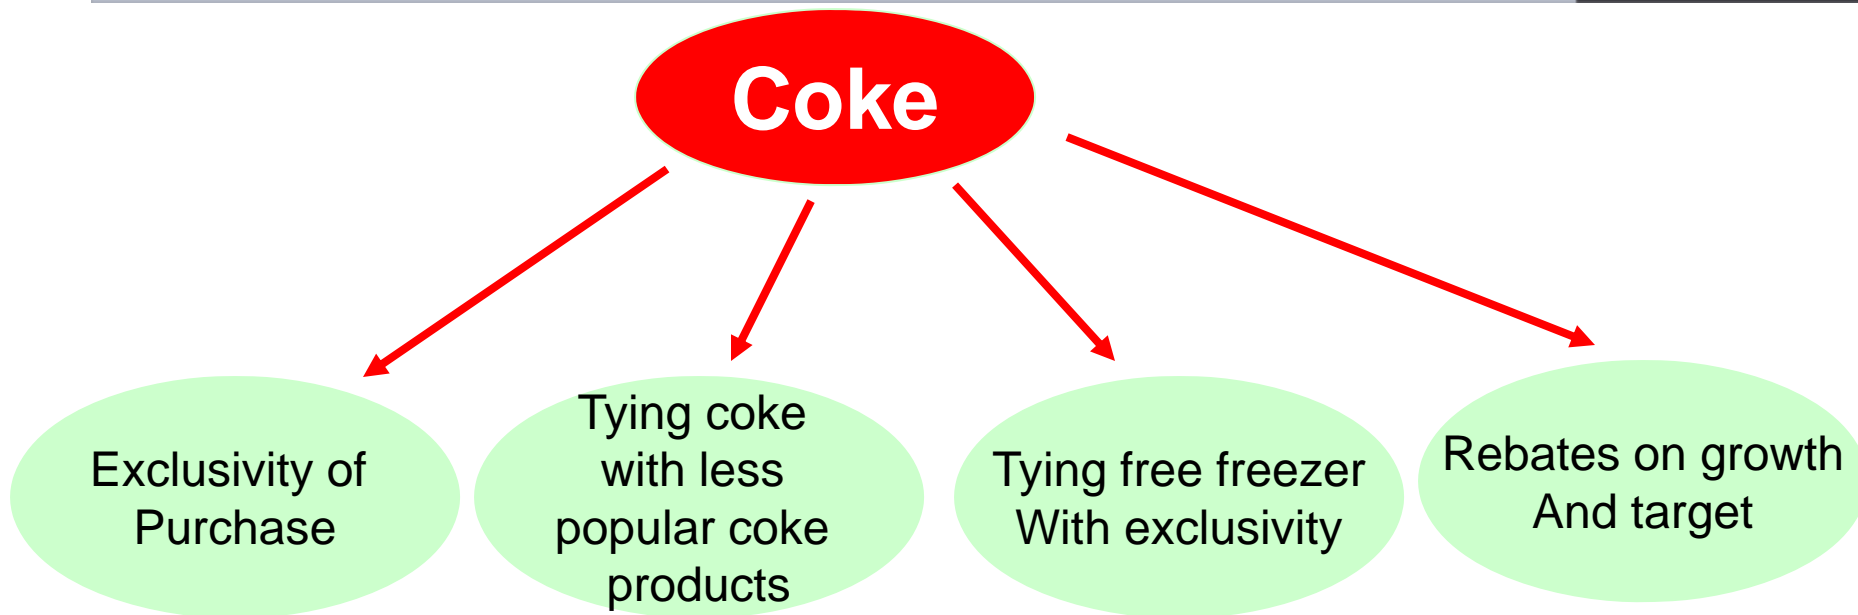 Coke
Exclusivity of
Purchase
Tying coke
with less
popular coke
products
Tying free freezer
With exclusivity
Rebates on growth
And target